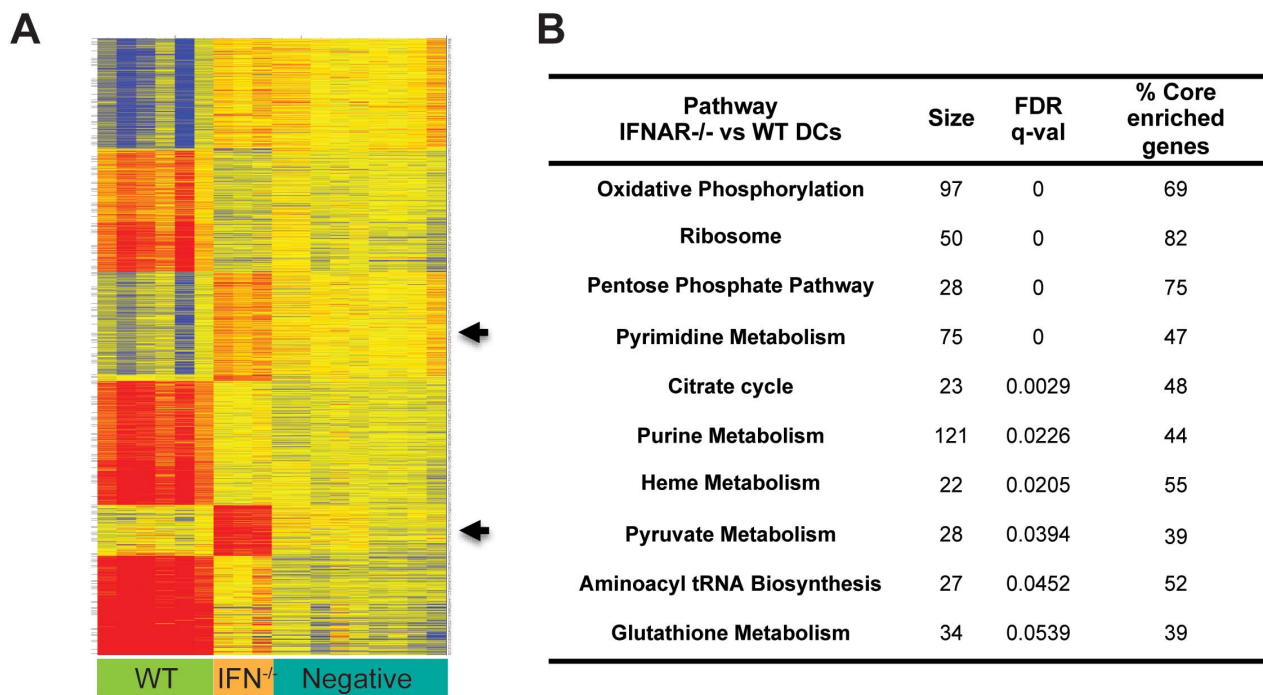 A
B
WT IFN-/- Negative
Pathway
IFNAR-/- vs WT DCs
Size
FDR
q-val
% Core
enriched
genes
Oxidative Phosphorylation 97 0 69
Ribosome 50 0 82
Pentose Phosphate Pathway 28 0 75
Pyrimidine Metabolism 75 0 47
Citrate cycle 23 0.0029 48
Purine Metabolism 121 0.0226 44
Heme Metabolism 22 0.0205 55
Pyruvate Metabolism 28 0.0394 39
Aminoacyl tRNA Biosynthesis 27 0.0452 52
Glutathione Metabolism 34 0.0539 39